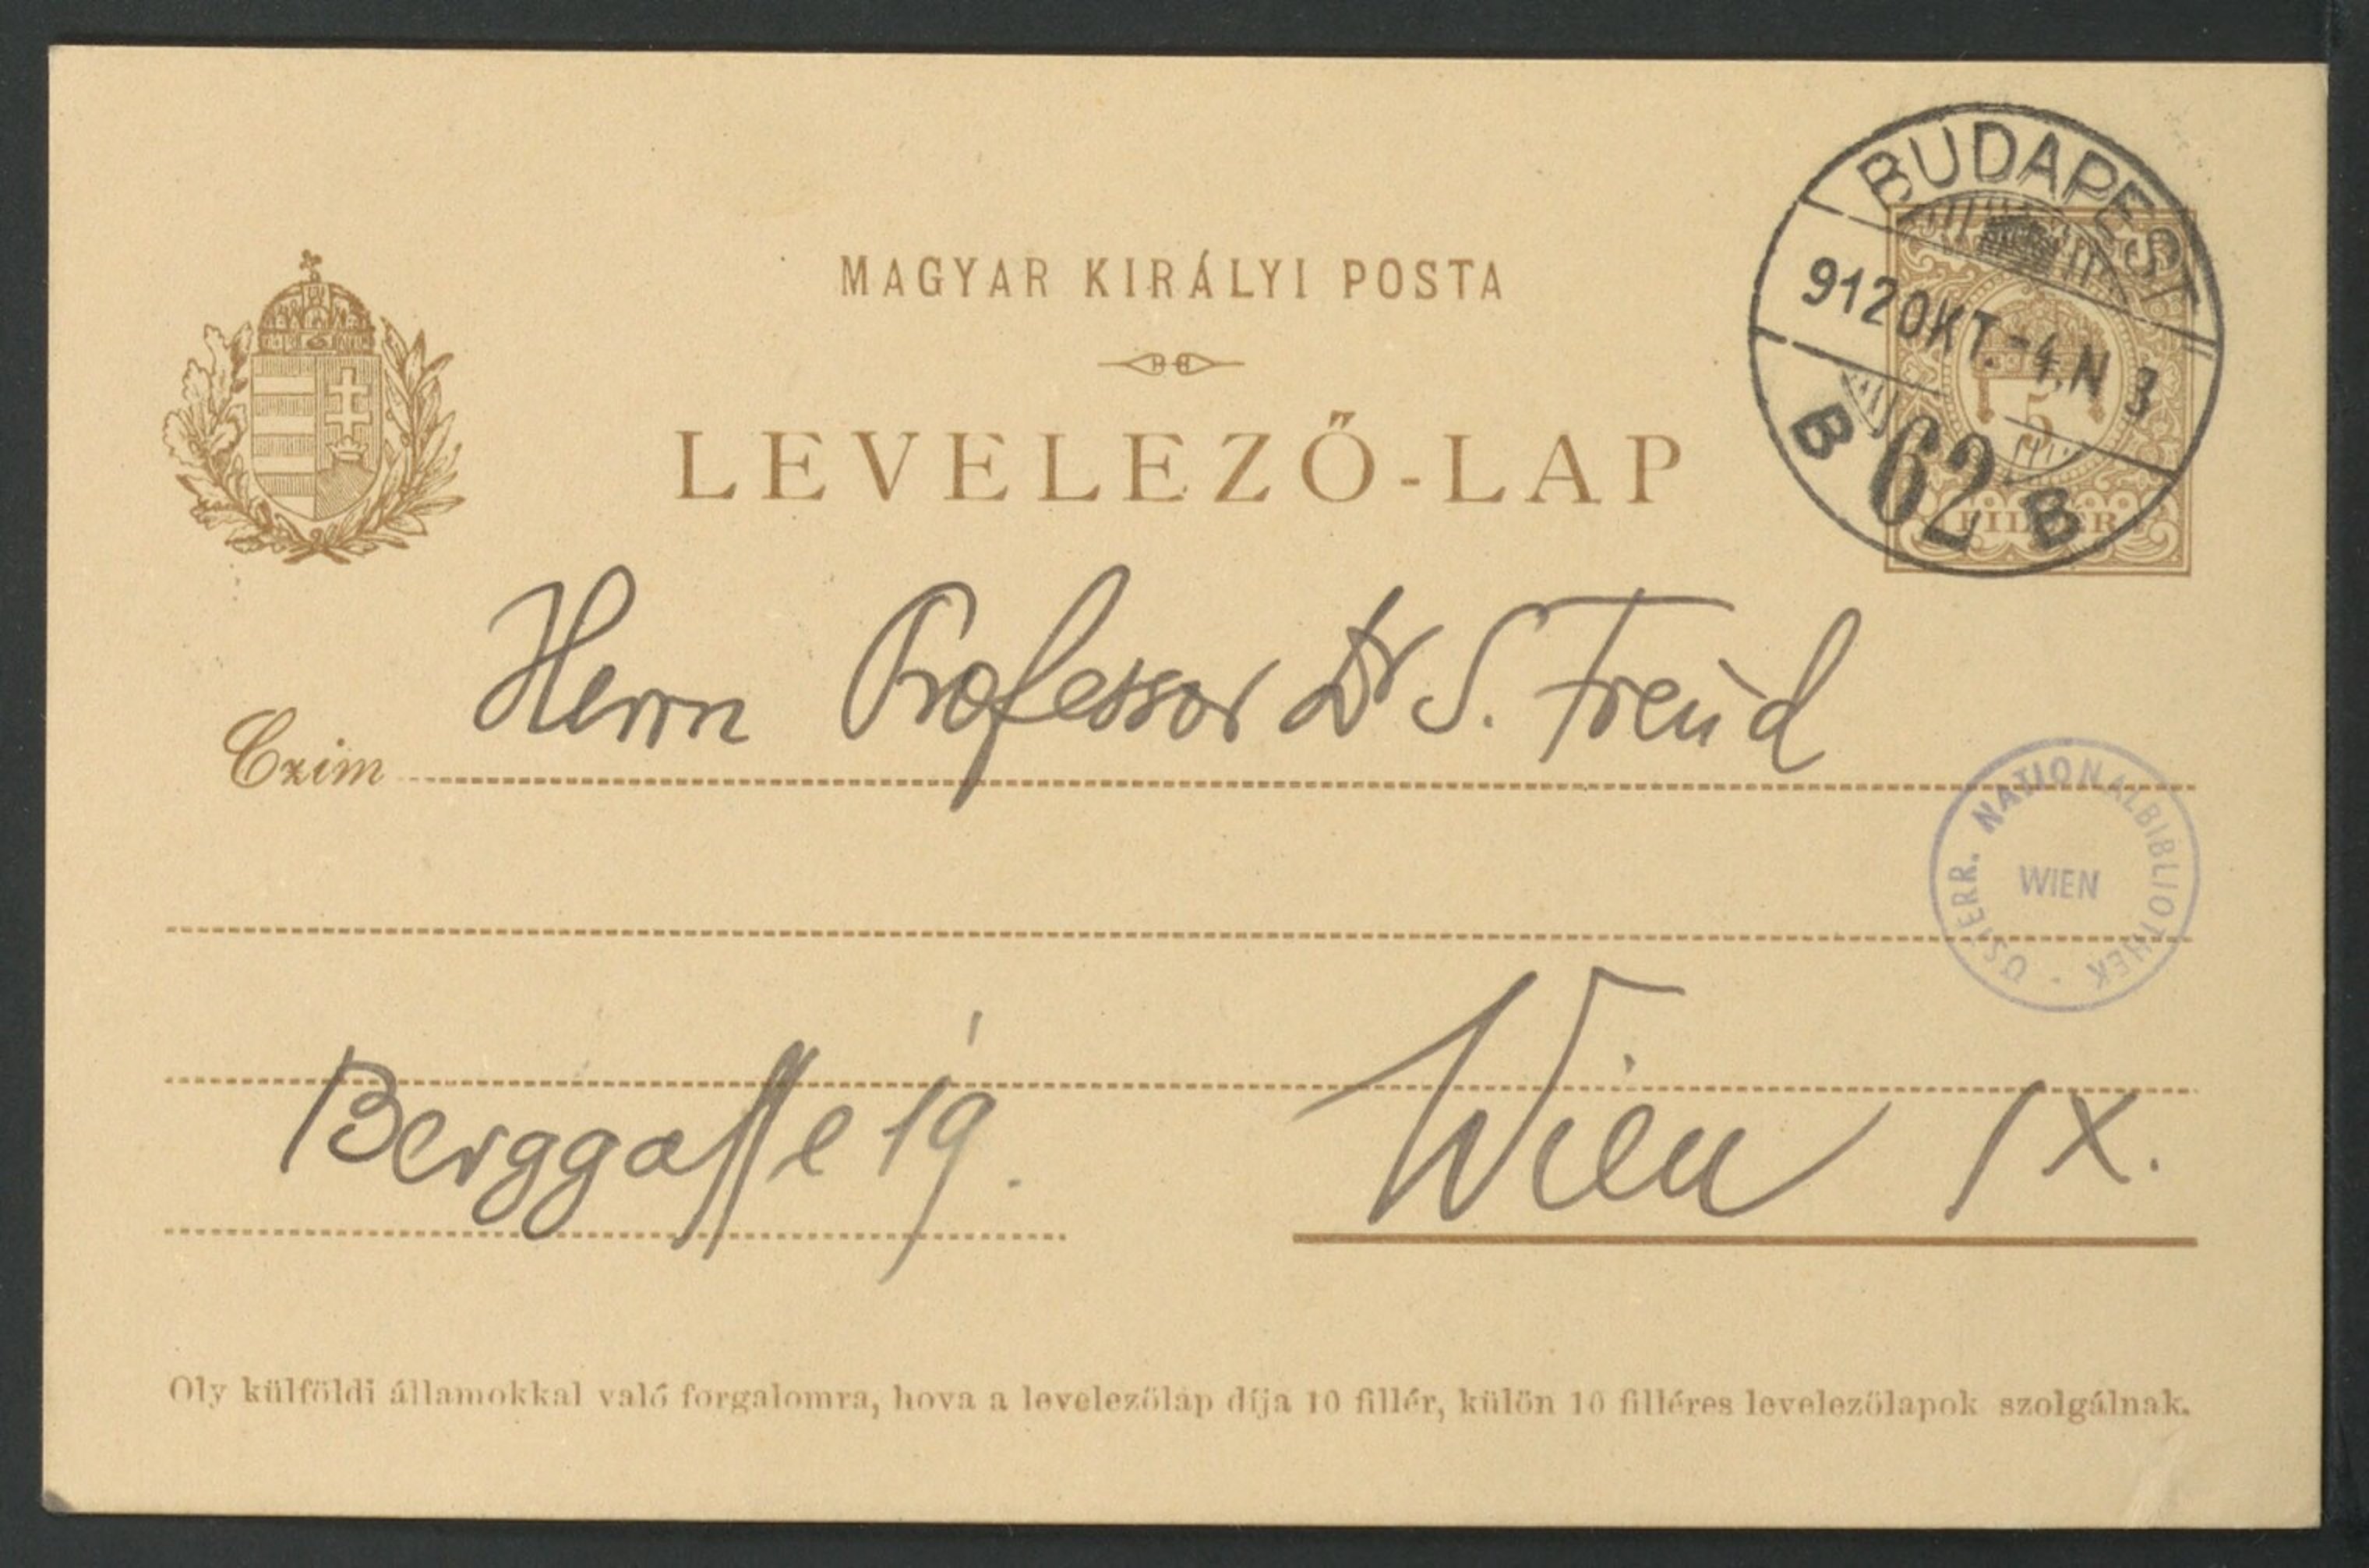 MAGYAR KIRÁLYI POSTA
LEVELEZŐ-LAP
BUDAPEST
912 OKT.-4.N 3
B 62 B
5
FILLÉR
Czim Herrn Professor Dr S. Freud
ÖSTERR. NATIONALBIBLIOTHEK
WIEN
Berggasse 19. Wien IX.
Oly külföldi államokkal való forgalomra, hova a levelezőlap díja 10 fillér, külön 10 filléres levelezőlapok szolgálnak.